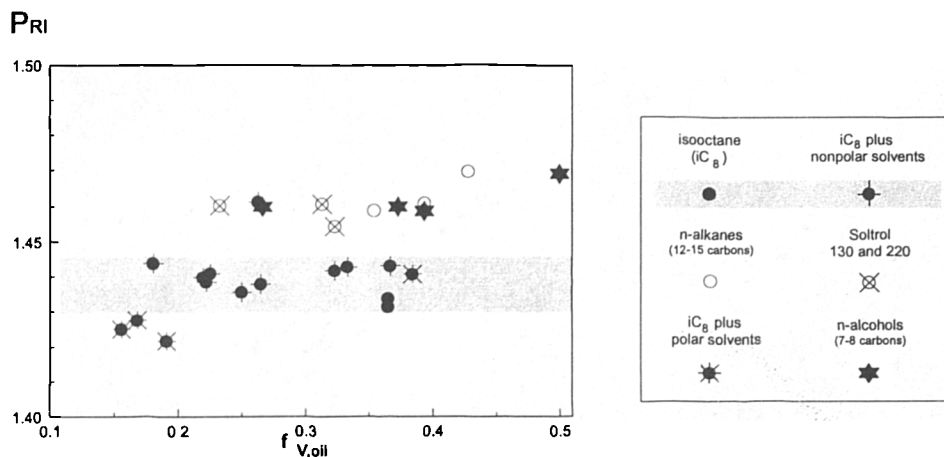 PRI
1.50
1.45
1.40
0.1
0.2
0.3
0.4
0.5
f V,oil
isooctane
(iC 8)
iC8 plus
nonpolar solvents
n-alkanes
(12-15 carbons)
Soltrol
130 and 220
iC8 plus
polar solvents
n-alcohols
(7-8 carbons)